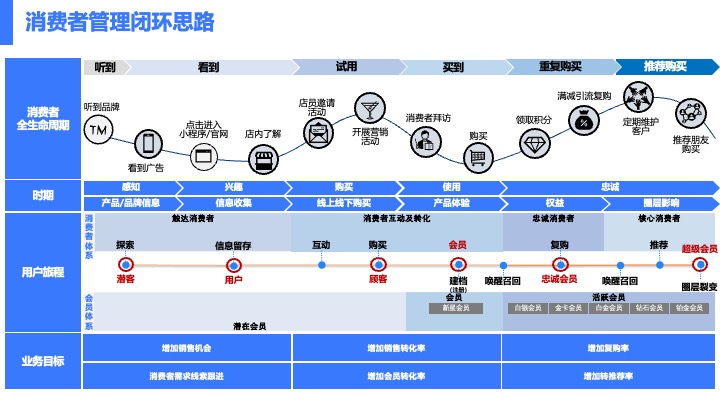 消费者管理闭环思路
听到
看到
试用
买到
重复购买
推荐购买
消费者
全生命周期
听到品牌
TM
看到广告
点击进入
小程序/官网
店内了解
店员邀请
活动
开展营销
活动
消费者拜访
购买
领取积分
满减引流复购
定期维护
客户
推荐朋友
购买
时期
感知
兴趣
购买
使用
忠诚
产品/品牌信息
信息收集
线上线下购买
产品体验
权益
圈层影响
用户旅程
消费者体系
触达消费者
消费者互动及转化
忠诚消费者
核心消费者
探索
信息留存
互动
购买
会员
复购
推荐
超级会员
潜客
用户
顾客
建档
(注册)
唤醒召回
忠诚会员
唤醒召回
圈层裂变
会员体系
潜在会员
会员
新星会员
活跃会员
白银会员
金卡会员
白金会员
钻石会员
铂金会员
业务目标
增加销售机会
增加销售转化率
增加复购率
消费者需求线索跟进
增加会员转化率
增加转推荐率